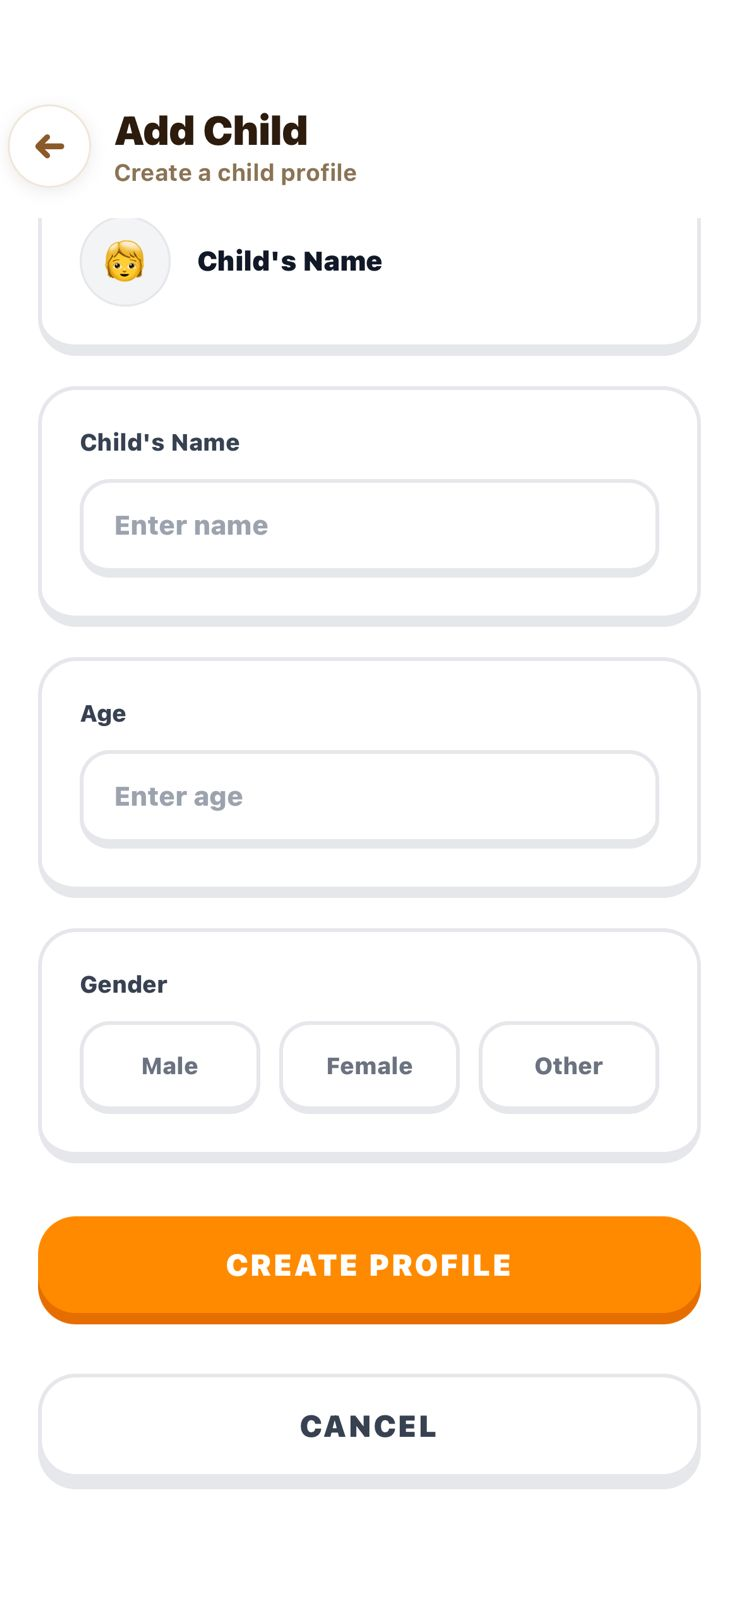 Add Child
Create a child profile
Child's Name
Child's Name
Enter name
Age
Enter age
Gender
Male Female Other
CREATE PROFILE
CANCEL